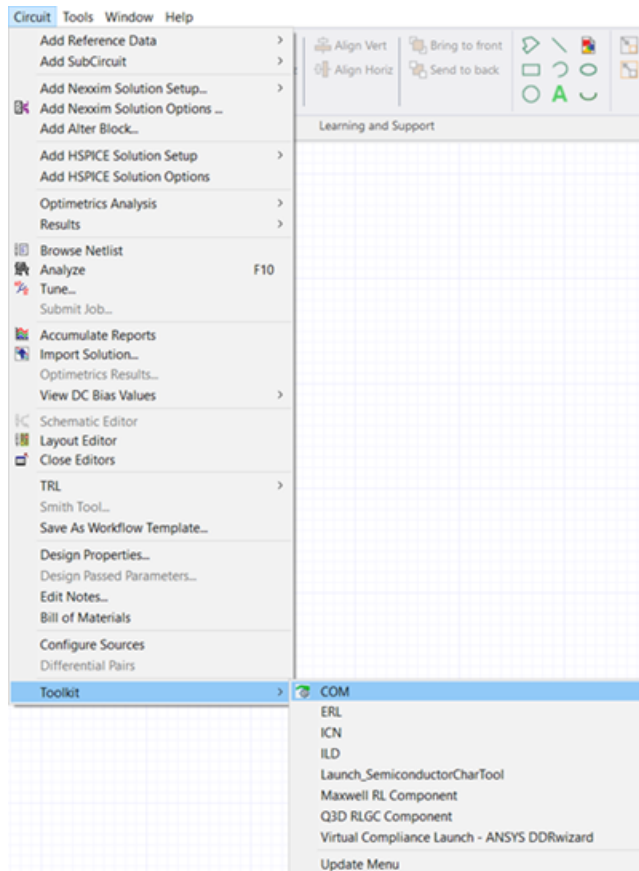 Circuit Tools Window Help
Add Reference Data
Add SubCircuit
Add Nexxim Solution Setup...
Add Nexxim Solution Options ...
Add Alter Block...
Add HSPICE Solution Setup
Add HSPICE Solution Options
Optimetrics Analysis
Results
Browse Netlist
Analyze F10
Tune...
Submit Job...
Accumulate Reports
Import Solution...
Optimetrics Results...
View DC Bias Values
Schematic Editor
Layout Editor
Close Editors
TRL
Smith Tool...
Save As Workflow Template...
Design Properties...
Design Passed Parameters...
Edit Notes...
Bill of Materials
Configure Sources
Differential Pairs
Toolkit
Align Vert Bring to front
Align Horiz Send to back
A
Learning and Support
COM
ERL
ICN
ILD
Launch_SemiconductorCharTool
Maxwell RL Component
Q3D RLGC Component
Virtual Compliance Launch - ANSYS DDRwizard
Update Menu